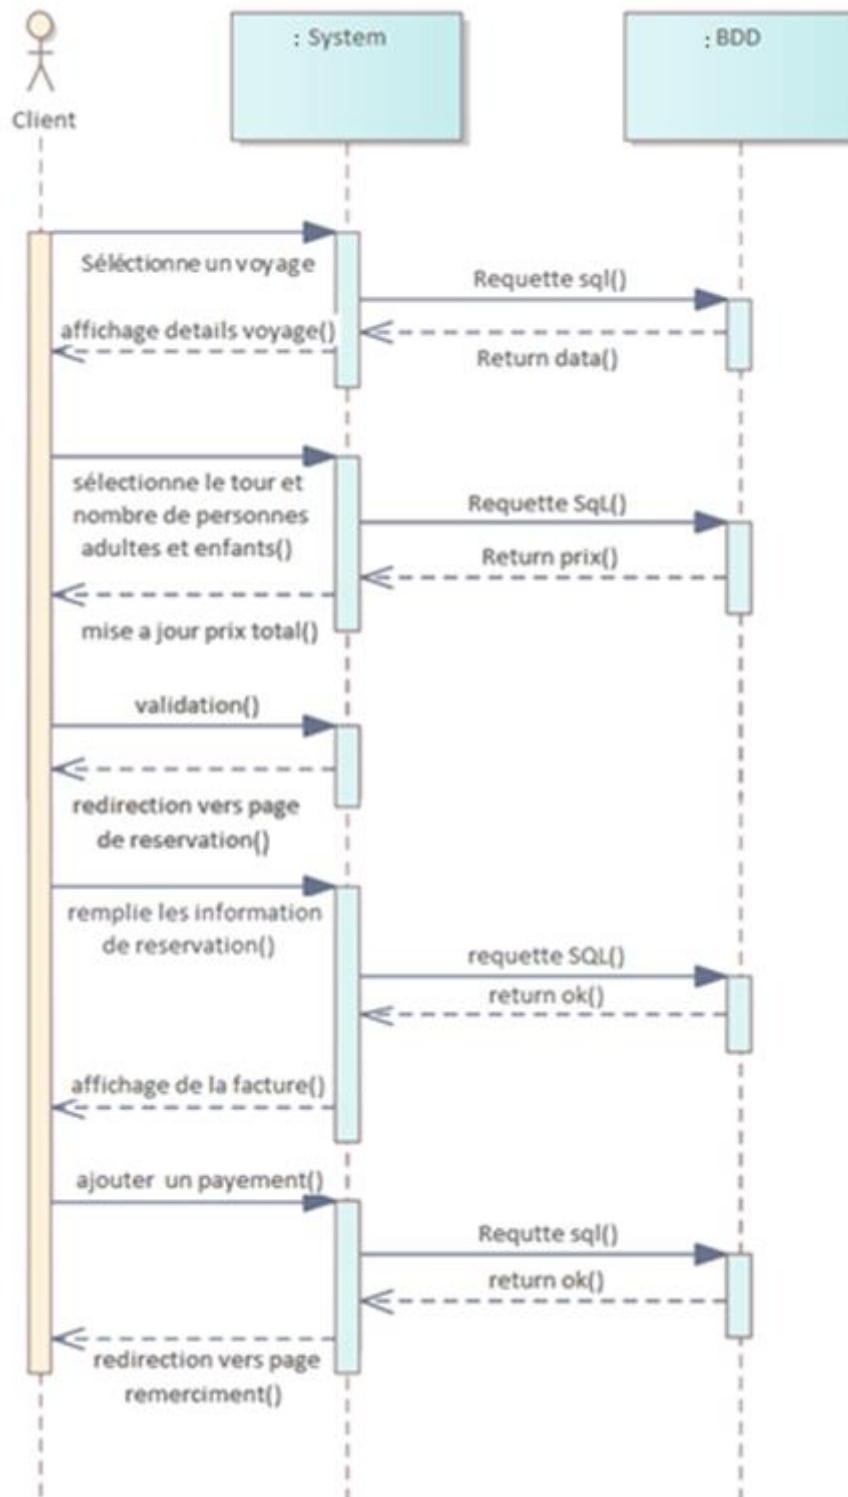 : System
: BDD
Client
Séléctionne un voyage
Requette sql()
affichage details voyage()
Return data()
sélectionne le tour et
nombre de personnes
adultes et enfants()
Requette SqL()
Return prix()
mise a jour prix total()
validation()
redirection vers page
de reservation()
remplie les information
de reservation()
requette SQL()
return ok()
affichage de la facture()
ajouter un payement()
Requtte sql()
return ok()
redirection vers page
remerciment()